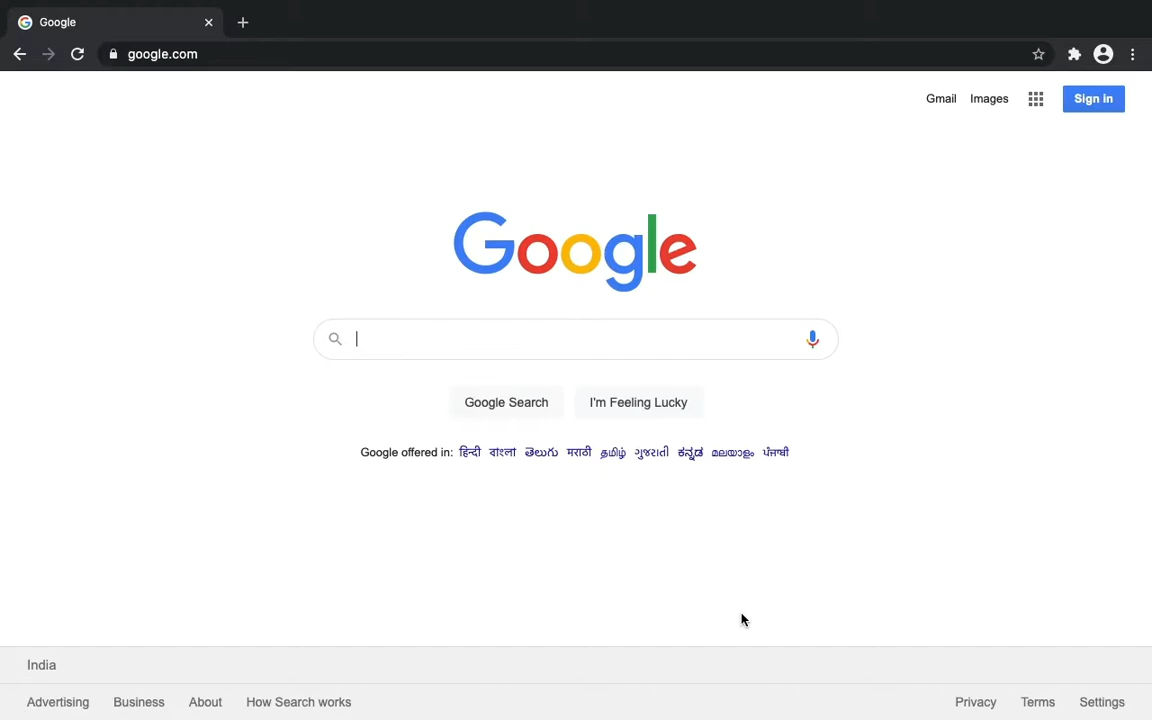 Google
google.com
Gmail Images Sign in
Google
Google Search I'm Feeling Lucky
Google offered in: हिन्दी বাংলা తెలుగు मराठी தமிழ் ગુજરાતી ಕನ್ನಡ മലയാളം ਪੰਜਾਬੀ
India
Advertising Business About How Search works Privacy Terms Settings